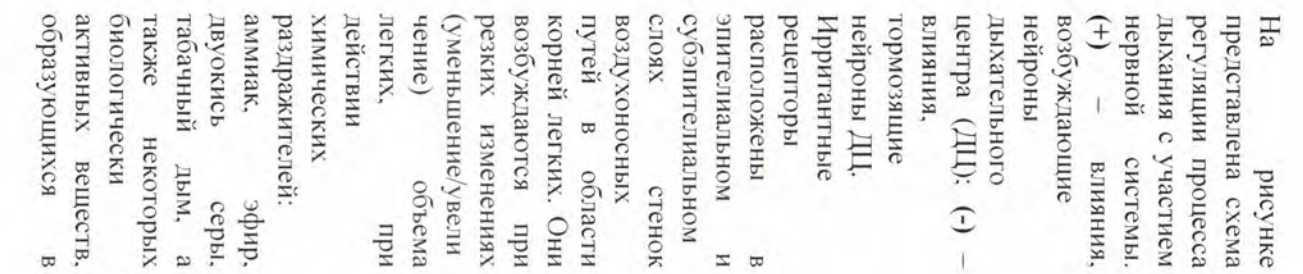 На рисунке
представлена схема
регуляции процесса
дыхания с участием
нервной системы.
(+) – влияния,
возбуждающие
нейроны
дыхательного
центра (ДЦ); (-) –
влияния,
тормозящие
нейроны ДЦ.
Ирритантные
рецепторы
расположены в
эпителиальном и
субэпителиальном
слоях стенок
воздухоносных
путей в области
корней легких. Они
возбуждаются при
резких изменениях
(уменьшение/увели
чение) объема
легких, при
действии
химических
раздражителей:
аммиак, эфир,
двуокись серы,
табачный дым, а
также некоторых
биологически
активных веществ,
образующихся в